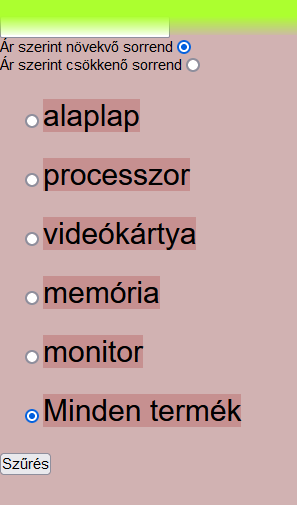 Ár szerint növekvő sorrend
Ár szerint csökkenő sorrend
alaplap
processzor
videókártya
memória
monitor
Minden termék
Szűrés